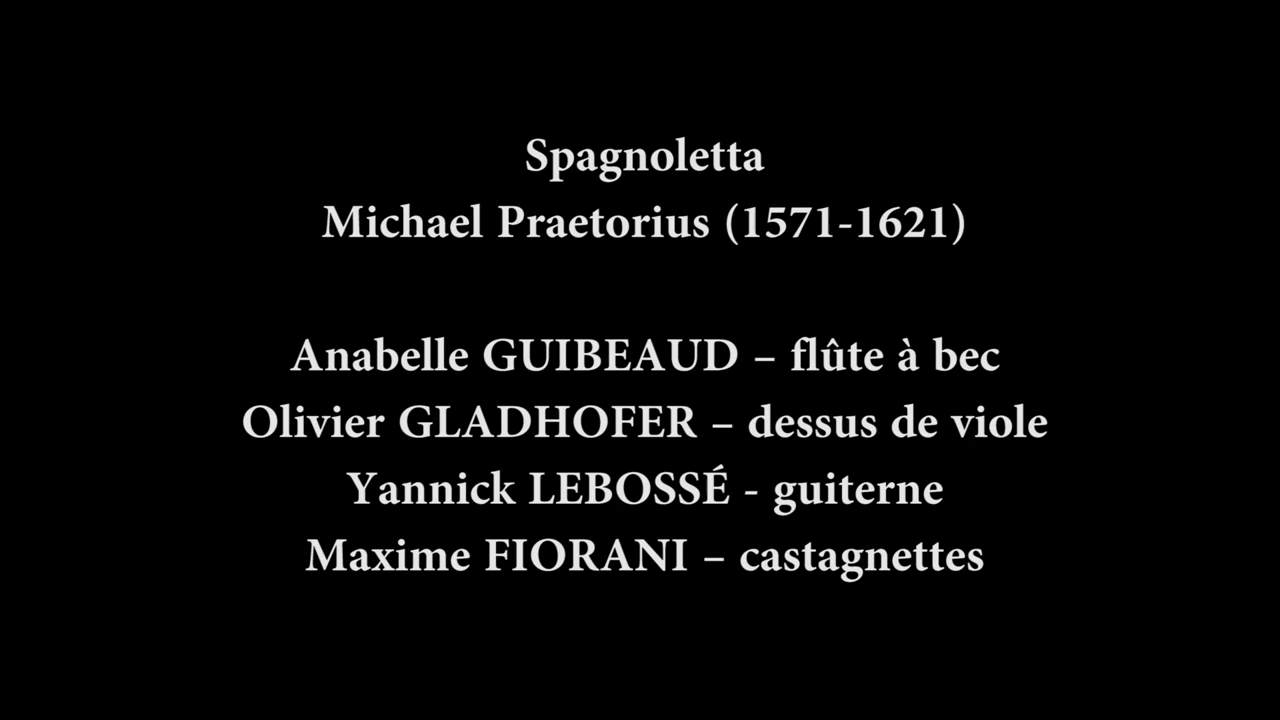 Spagnoletta
Michael Praetorius (1571-1621)
Anabelle GUIBEAUD – flûte à bec
Olivier GLADHOFER – dessus de viole
Yannick LEBOSSÉ - guiterne
Maxime FIORANI – castagnettes